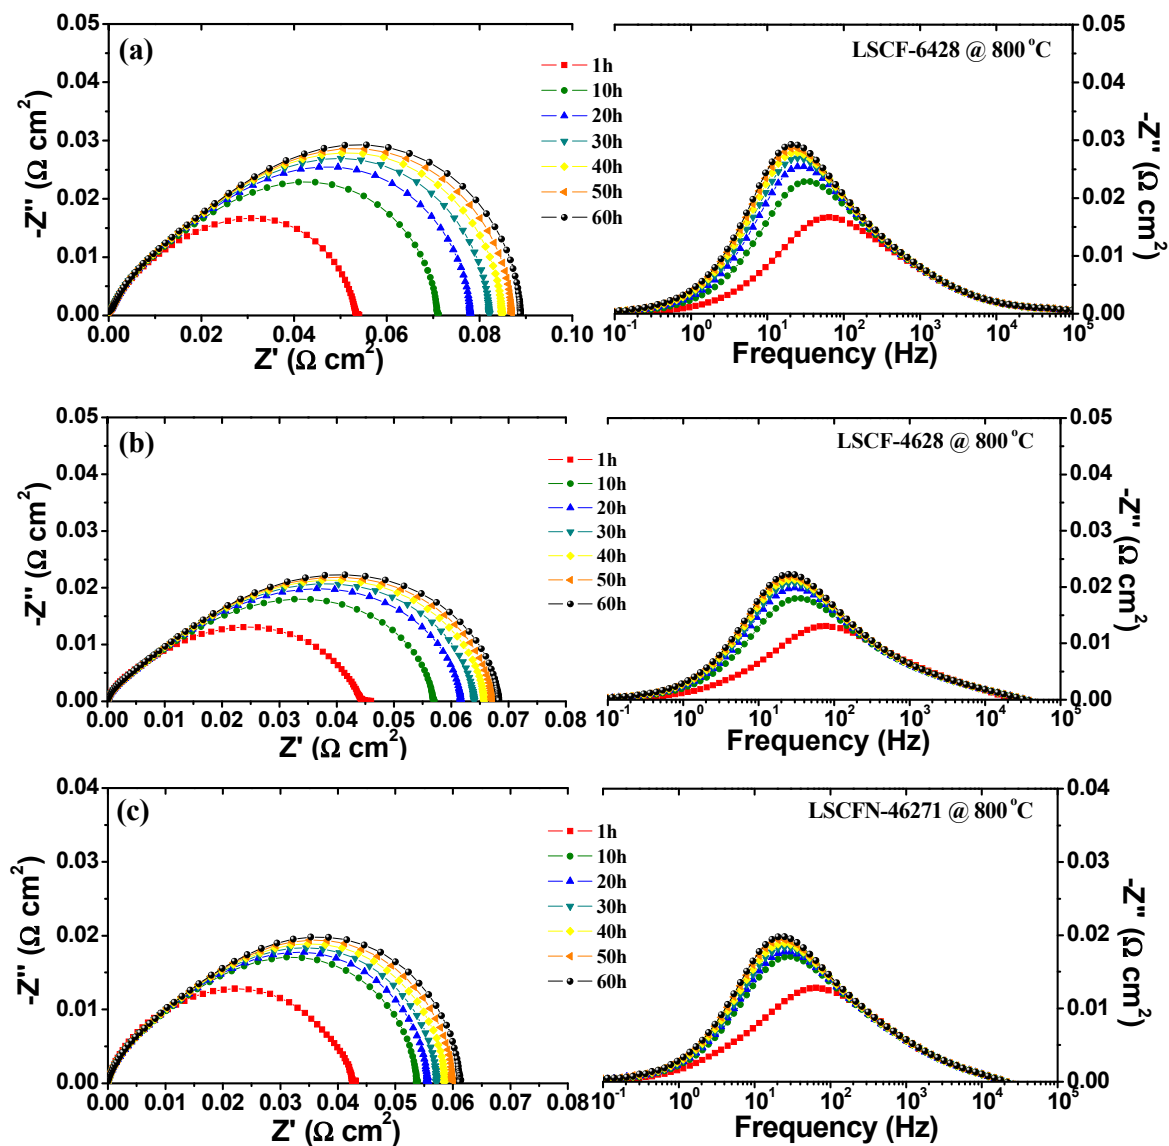 (a)
LSCF-6428 @ 800 °C
0.05
0.04
0.03
0.02
0.01
0.00
-Z'' (Ω cm²)
1h
10h
20h
30h
40h
50h
60h
0.00 0.02 0.04 0.06 0.08 0.10
Z' (Ω cm²)
10⁻¹ 10⁰ 10¹ 10² 10³ 10⁴ 10⁵
Frequency (Hz)
0.05
0.04
0.03
0.02
0.01
0.00
-Z'' (Ω cm²)
(b)
LSCF-4628 @ 800 °C
0.05
0.04
0.03
0.02
0.01
0.00
-Z'' (Ω cm²)
1h
10h
20h
30h
40h
50h
60h
0.00 0.01 0.02 0.03 0.04 0.05 0.06 0.07 0.08
Z' (Ω cm²)
10⁻¹ 10⁰ 10¹ 10² 10³ 10⁴ 10⁵
Frequency (Hz)
0.05
0.04
0.03
0.02
0.01
0.00
-Z'' (Ω cm²)
(c)
LSCFN-46271 @ 800 °C
0.04
0.03
0.02
0.01
0.00
-Z'' (Ω cm²)
1h
10h
20h
30h
40h
50h
60h
0.00 0.01 0.02 0.03 0.04 0.05 0.06 0.07 0.08
Z' (Ω cm²)
10⁻¹ 10⁰ 10¹ 10² 10³ 10⁴ 10⁵
Frequency (Hz)
0.04
0.03
0.02
0.01
0.00
-Z'' (Ω cm²)